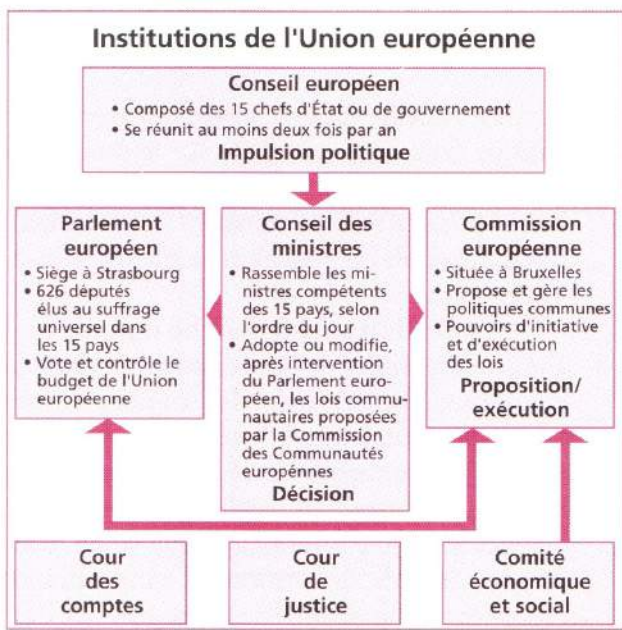 Institutions de l'Union européenne
Conseil européen
• Composé des 15 chefs d'État ou de gouvernement
• Se réunit au moins deux fois par an
Impulsion politique
Parlement
européen
• Siège à Strasbourg
• 626 députés
élus au suffrage
universel dans
les 15 pays
• Vote et contrôle le
budget de l'Union
européenne
Conseil des
ministres
• Rassemble les mi-
nistres compétents
des 15 pays, selon
l'ordre du jour
• Adopte ou modifie,
après intervention
du Parlement euro-
péen, les lois commu-
nautaires proposées
par la Commission
des Communautés
europénnes
Décision
Commission
européenne
• Située à Bruxelles
• Propose et gère les
politiques communes
• Pouvoirs d'initiative
et d'exécution
des lois
Proposition/
exécution
Cour
des
comptes
Cour
de
justice
Comité
économique
et social